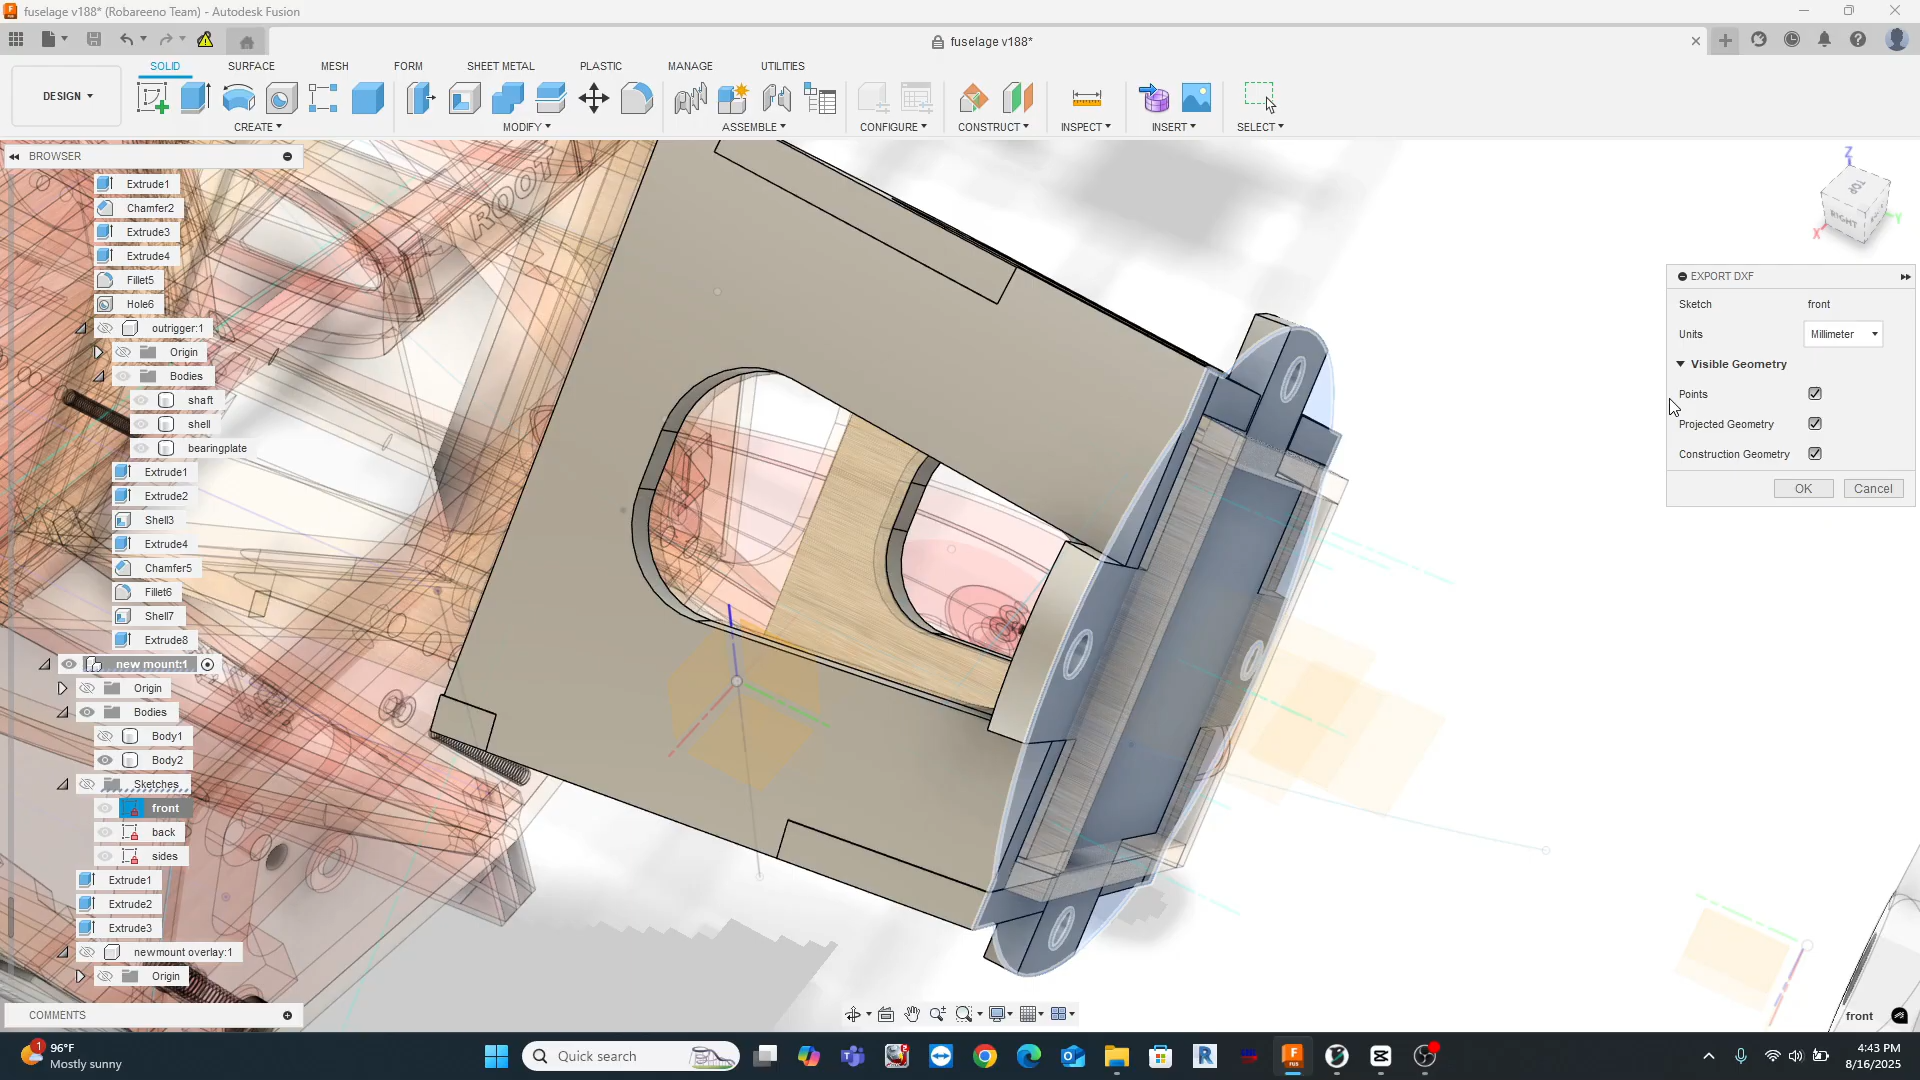 fuselage v188* (Robareeno Team) - Autodesk Fusion
fuselage v188*
DESIGN
SOLID
SURFACE
MESH
FORM
SHEET METAL
PLASTIC
MANAGE
UTILITIES
CREATE
MODIFY
ASSEMBLE
CONFIGURE
CONSTRUCT
INSPECT
INSERT
SELECT
BROWSER
Extrude1
Chamfer2
Extrude3
Extrude4
Fillet5
Hole6
outrigger:1
Origin
Bodies
shaft
shell
bearingplate
Extrude1
Extrude2
Shell3
Extrude4
Chamfer5
Fillet6
Shell7
Extrude8
new mount:1
Origin
Bodies
Body1
Body2
Sketches
front
back
sides
Extrude1
Extrude2
Extrude3
newmount overlay:1
Origin
COMMENTS
ROOT
Z
TOP
RIGHT
X
Y
EXPORT DXF
Sketch front
Units Millimeter
Visible Geometry
Points
Projected Geometry
Construction Geometry
OK Cancel
front
1
96°F
Mostly sunny
Quick search
4:43 PM
8/16/2025